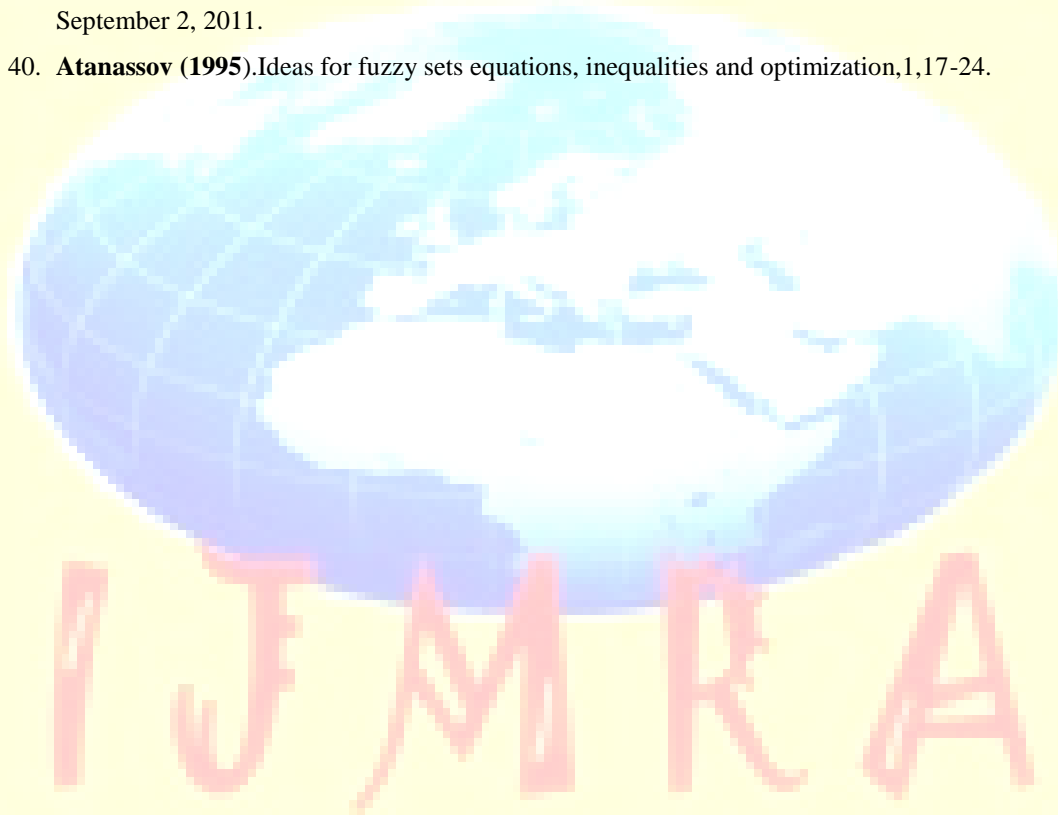 September 2, 2011.
40. Atanassov (1995).Ideas for fuzzy sets equations, inequalities and optimization,1,17-24.
IJMRA